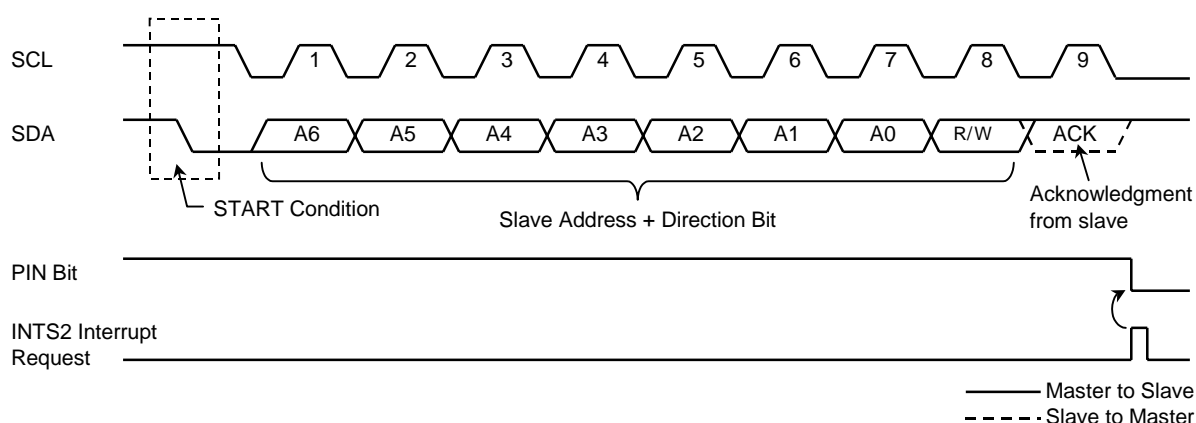 SCL
1 2 3 4 5 6 7 8 9
SDA
A6 A5 A4 A3 A2 A1 A0 R/W ACK
START Condition
Slave Address + Direction Bit
Acknowledgment
from slave
PIN Bit
INTS2 Interrupt
Request
Master to Slave
Slave to Master